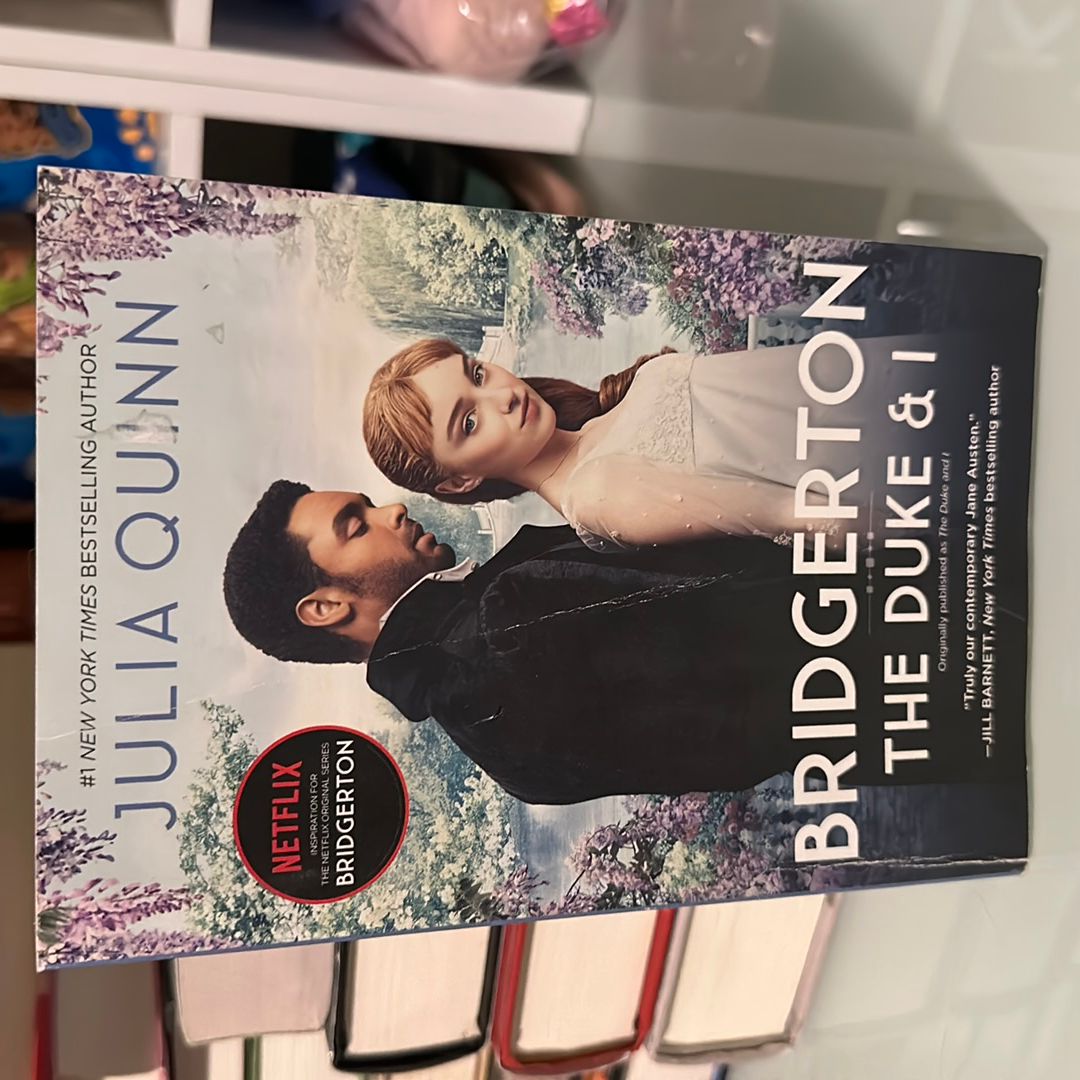 #1 NEW YORK TIMES BESTSELLING AUTHOR
JULIA QUINN
NETFLIX
INSPIRATION FOR
THE NETFLIX ORIGINAL SERIES
BRIDGERTON
BRIDGERTON
THE DUKE & I
Originally published as The Duke and I
"Truly our contemporary Jane Austen."
—JILL BARNETT, New York Times bestselling author